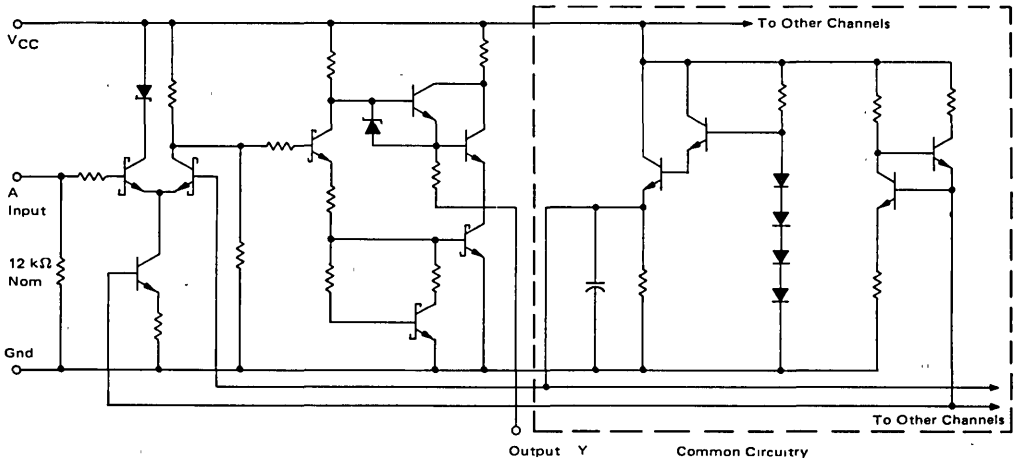 To Other Channels
VCC
A
Input
12 kΩ
Nom
Gnd
To Other Channels
Output Y
Common Circuitry